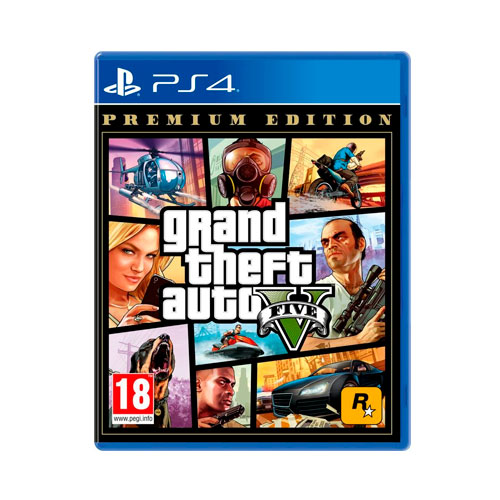 PS4
PREMIUM EDITION
grand
theft
auto
V
FIVE
18
www.pegi.info
R